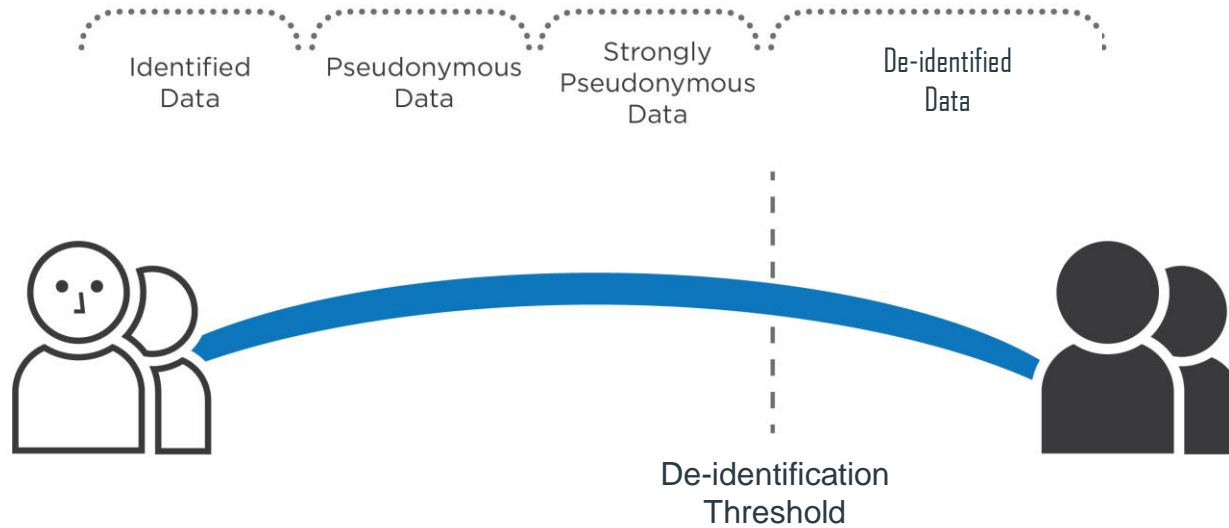 Identified
Data
Pseudonymous
Data
Strongly
Pseudonymous
Data
De-identified
Data
De-identification
Threshold